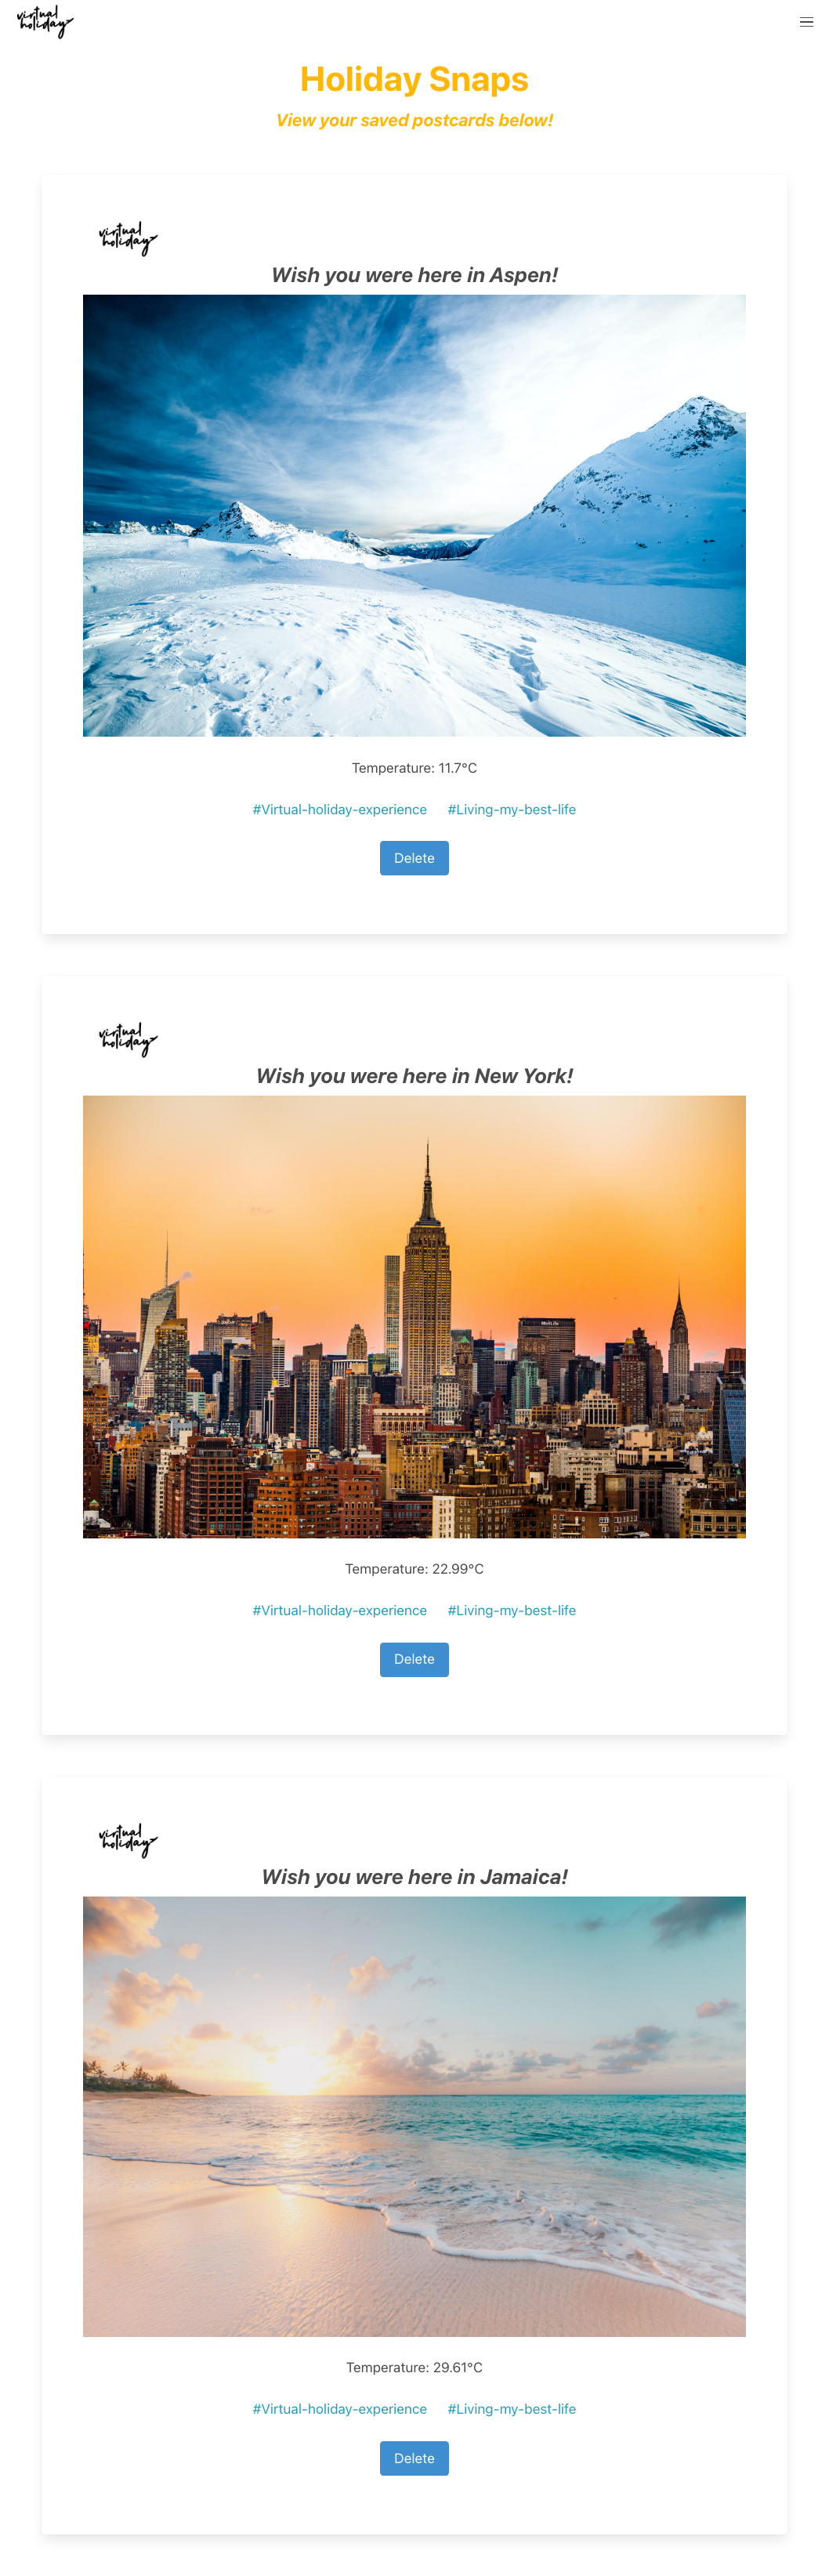 virtual
holiday
Holiday Snaps
View your saved postcards below!
virtual
holiday
Wish you were here in Aspen!
Temperature: 11.7°C
#Virtual-holiday-experience #Living-my-best-life
Delete
virtual
holiday
Wish you were here in New York!
MetLife
Temperature: 22.99°C
#Virtual-holiday-experience #Living-my-best-life
Delete
virtual
holiday
Wish you were here in Jamaica!
Temperature: 29.61°C
#Virtual-holiday-experience #Living-my-best-life
Delete